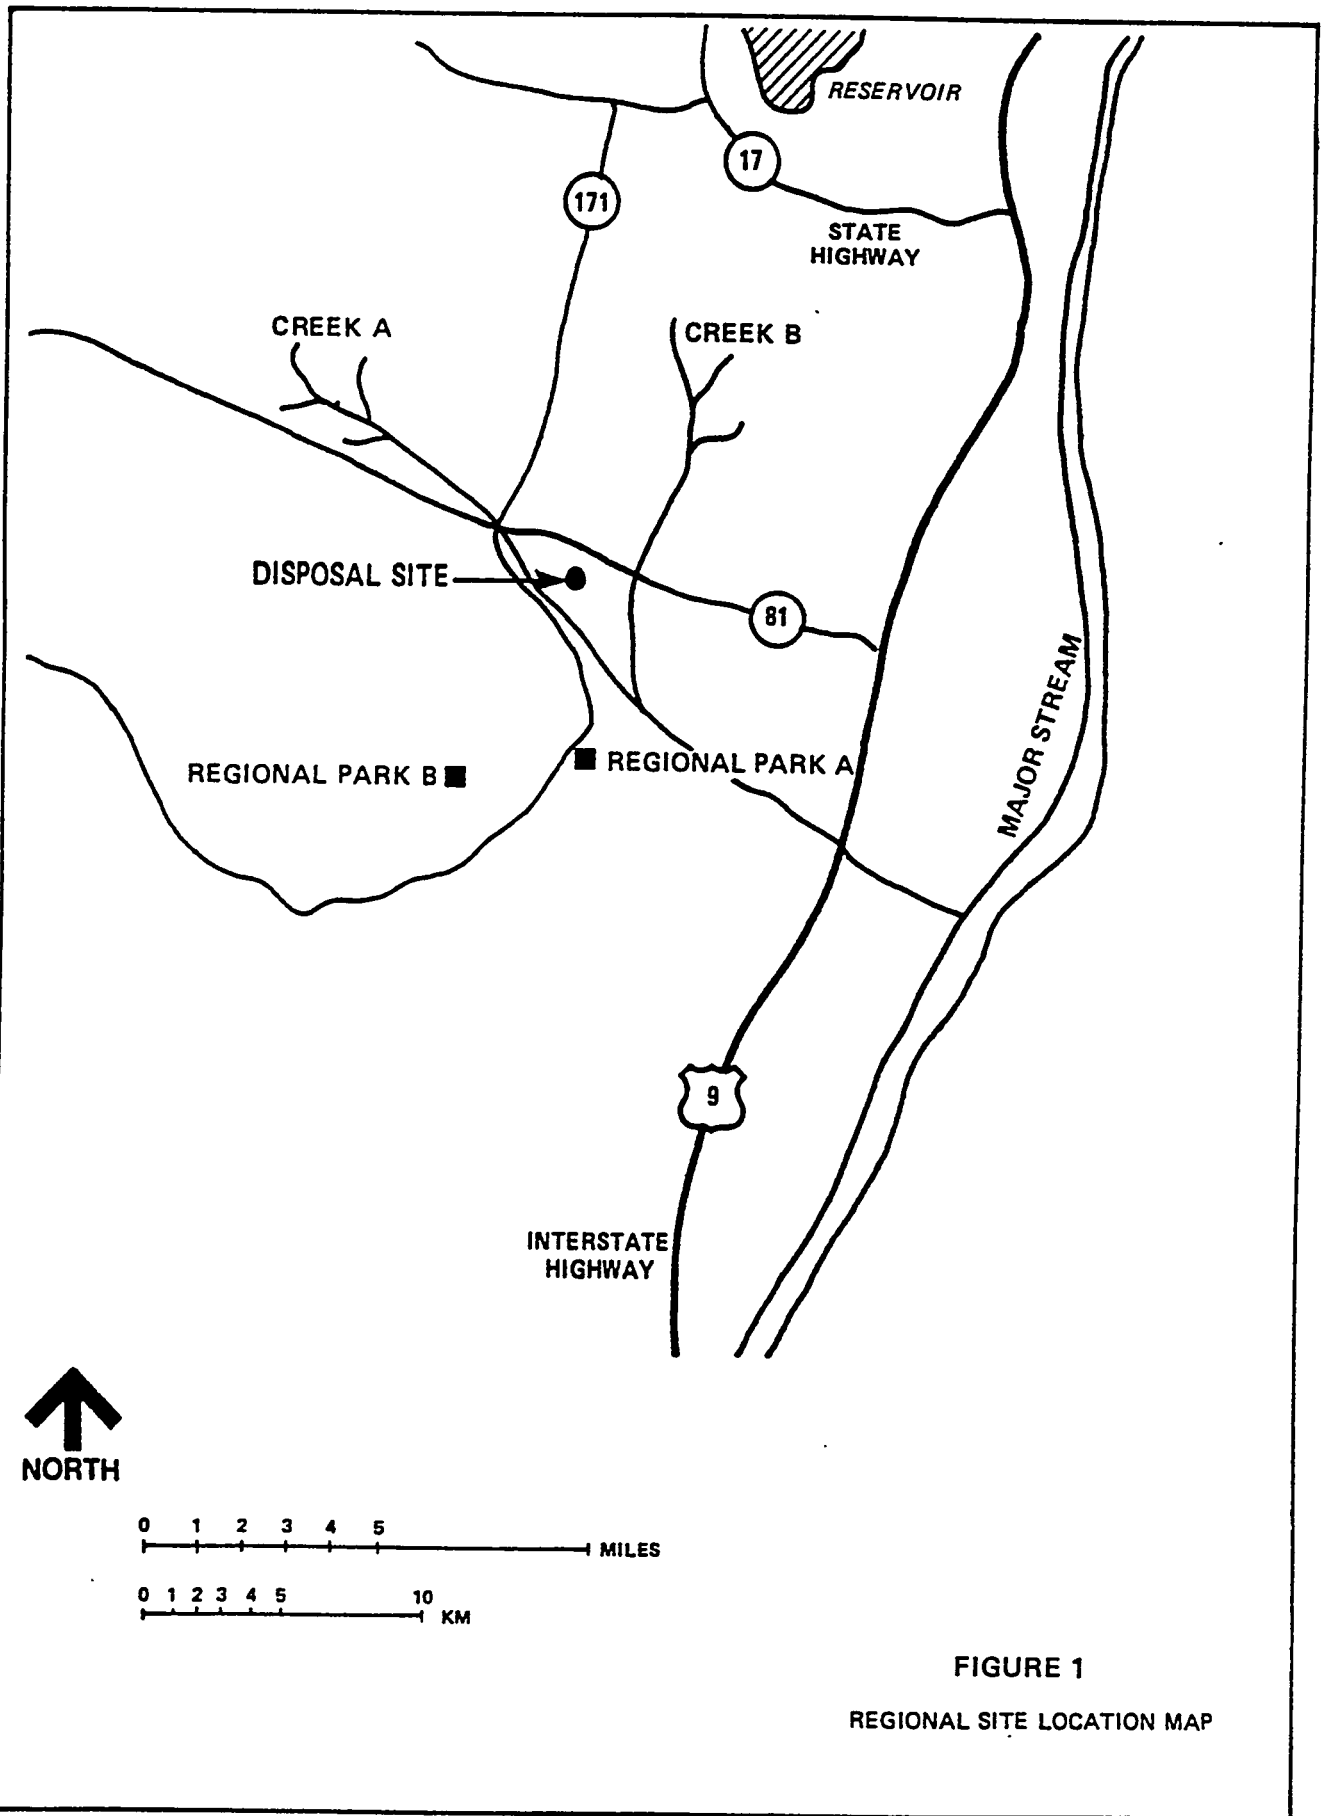 RESERVOIR
17
171
STATE
HIGHWAY
CREEK A
CREEK B
DISPOSAL SITE
81
MAJOR STREAM
REGIONAL PARK B
REGIONAL PARK A
9
INTERSTATE
HIGHWAY
NORTH
0 1 2 3 4 5
MILES
0 1 2 3 4 5 10
KM
FIGURE 1
REGIONAL SITE LOCATION MAP